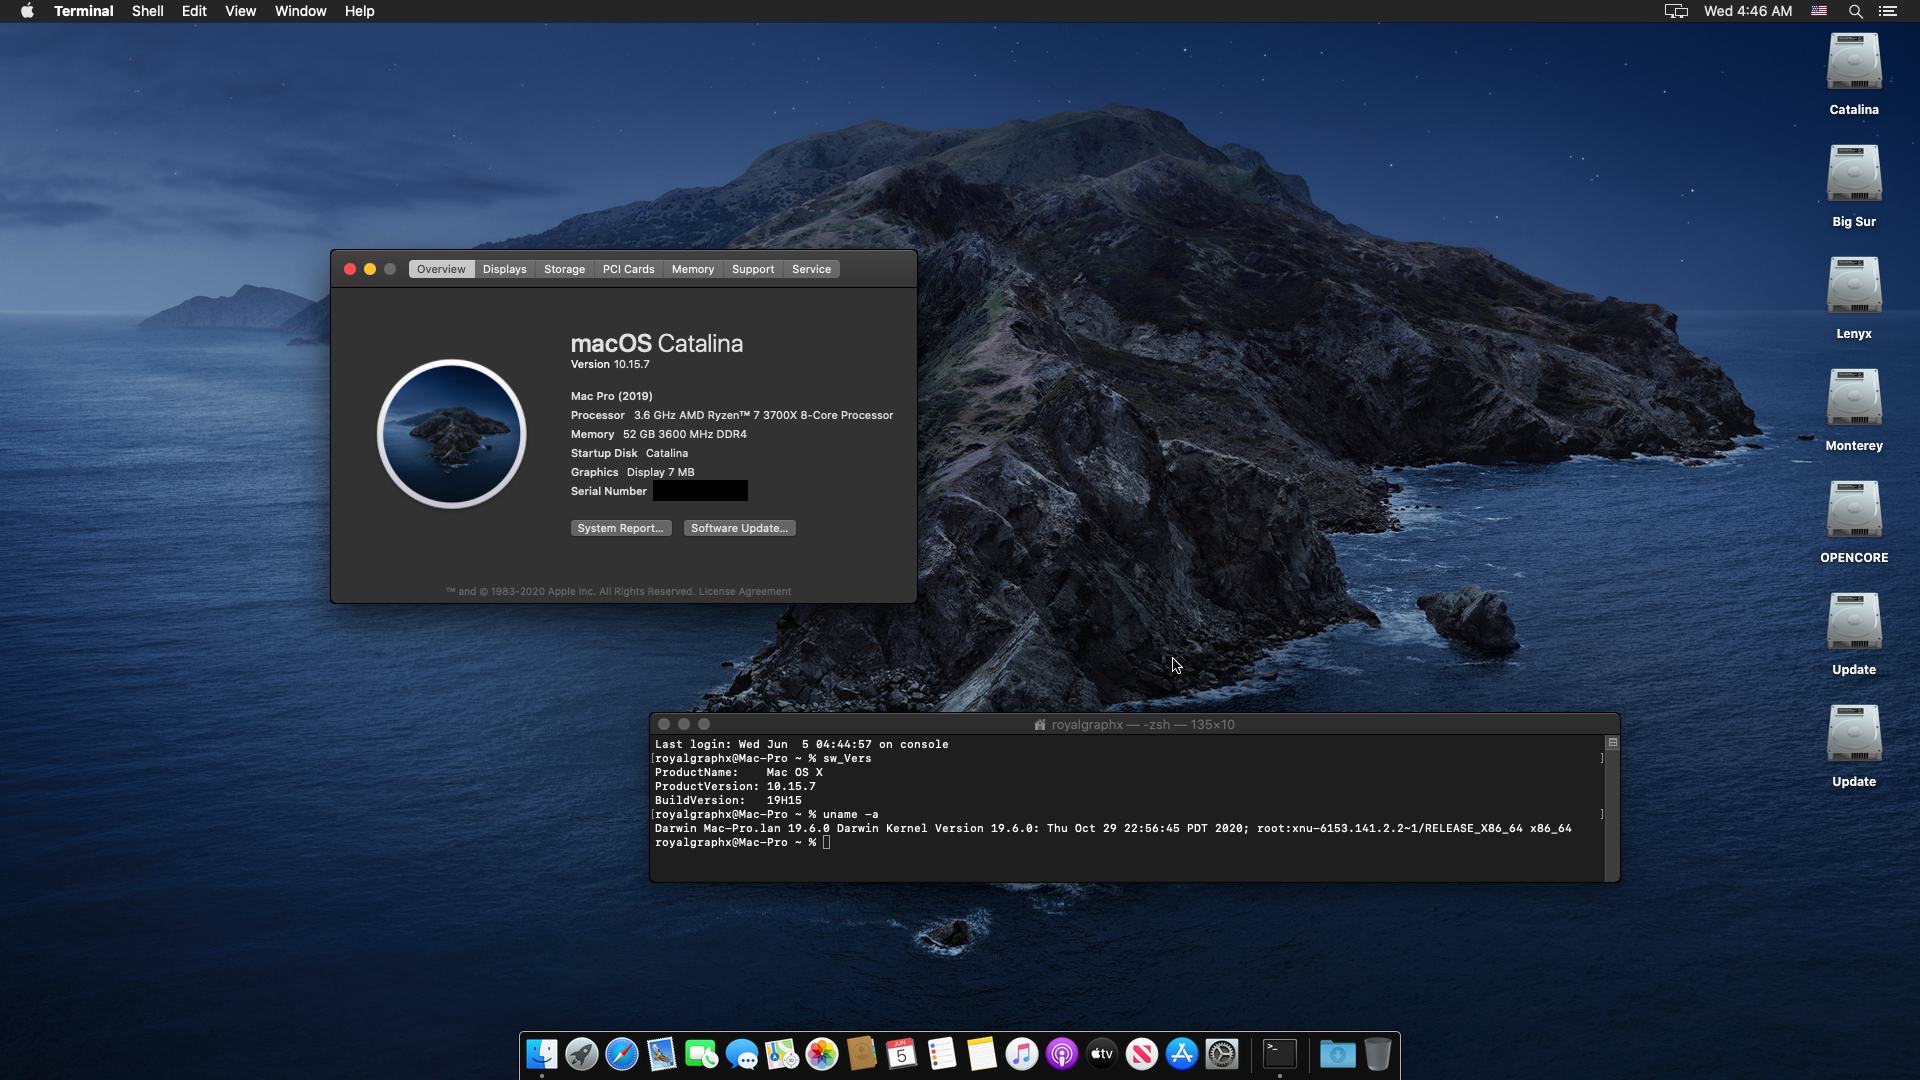 Terminal Shell Edit View Window Help
Wed 4:46 AM
Catalina
Big Sur
Lenyx
Monterey
OPENCORE
Update
Update
Overview Displays Storage PCI Cards Memory Support Service
macOS Catalina
Version 10.15.7
Mac Pro (2019)
Processor 3.6 GHz AMD Ryzen™ 7 3700X 8-Core Processor
Memory 52 GB 3600 MHz DDR4
Startup Disk Catalina
Graphics Display 7 MB
Serial Number
System Report... Software Update...
™ and © 1983-2020 Apple Inc. All Rights Reserved. License Agreement
royalgraphx — -zsh — 135×10
Last login: Wed Jun  5 04:44:57 on console
[royalgraphx@Mac-Pro ~ % sw_Vers ]
ProductName:    Mac OS X
ProductVersion: 10.15.7
BuildVersion:   19H15
[royalgraphx@Mac-Pro ~ % uname -a ]
Darwin Mac-Pro.lan 19.6.0 Darwin Kernel Version 19.6.0: Thu Oct 29 22:56:45 PDT 2020; root:xnu-6153.141.2.2~1/RELEASE_X86_64 x86_64
royalgraphx@Mac-Pro ~ %
JUN
5
tv
>_